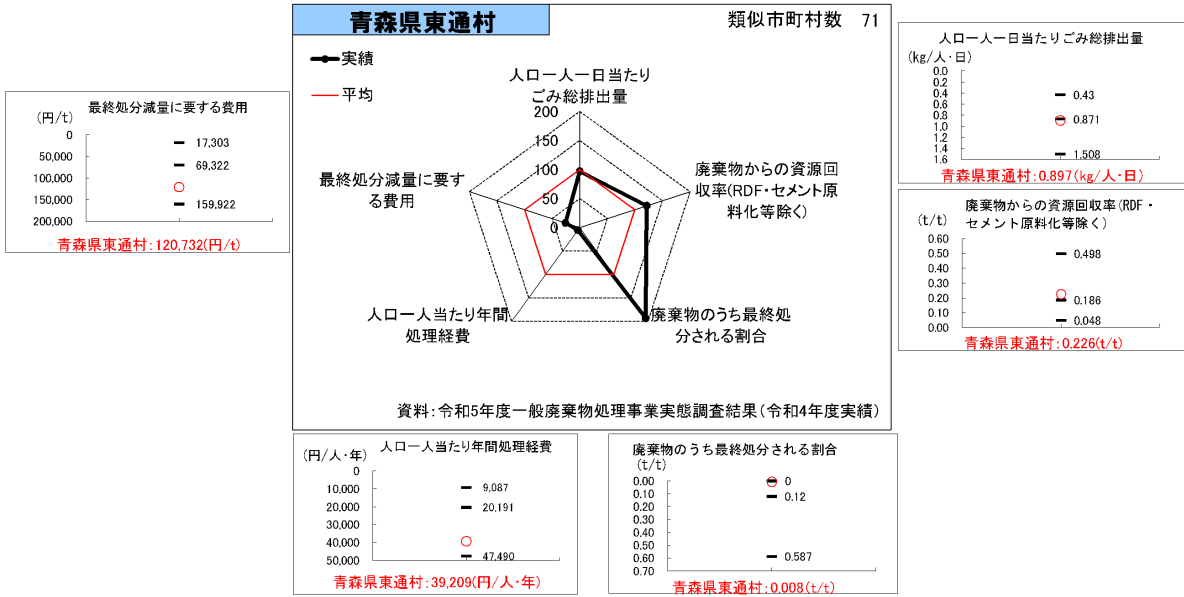 青森県東通村
類似市町村数 71
実績
平均
人口一人一日当たり
ごみ総排出量
廃棄物からの資源回
収率(RDF・セメント原
料化等除く)
廃棄物のうち最終処
分される割合
人口一人当たり年間
処理経費
最終処分減量に要す
る費用
200
150
100
50
0
資料:令和5年度一般廃棄物処理事業実態調査結果(令和4年度実績)
最終処分減量に要する費用
(円/t)
0
50,000
100,000
150,000
200,000
17,303
69,322
159,922
青森県東通村:120,732(円/t)
人口一人一日当たりごみ総排出量
(kg/人・日)
0.0
0.2
0.4
0.6
0.8
1.0
1.2
1.4
1.6
0.43
0.871
1.508
青森県東通村:0.897(kg/人・日)
廃棄物からの資源回収率(RDF・
セメント原料化等除く)
(t/t)
0.60
0.50
0.40
0.30
0.20
0.10
0.00
0.498
0.186
0.048
青森県東通村:0.226(t/t)
人口一人当たり年間処理経費
(円/人・年)
0
10,000
20,000
30,000
40,000
50,000
9,087
20,191
47,490
青森県東通村:39,209(円/人・年)
廃棄物のうち最終処分される割合
(t/t)
0.00
0.10
0.20
0.30
0.40
0.50
0.60
0.70
0
0.12
0.587
青森県東通村:0.008(t/t)